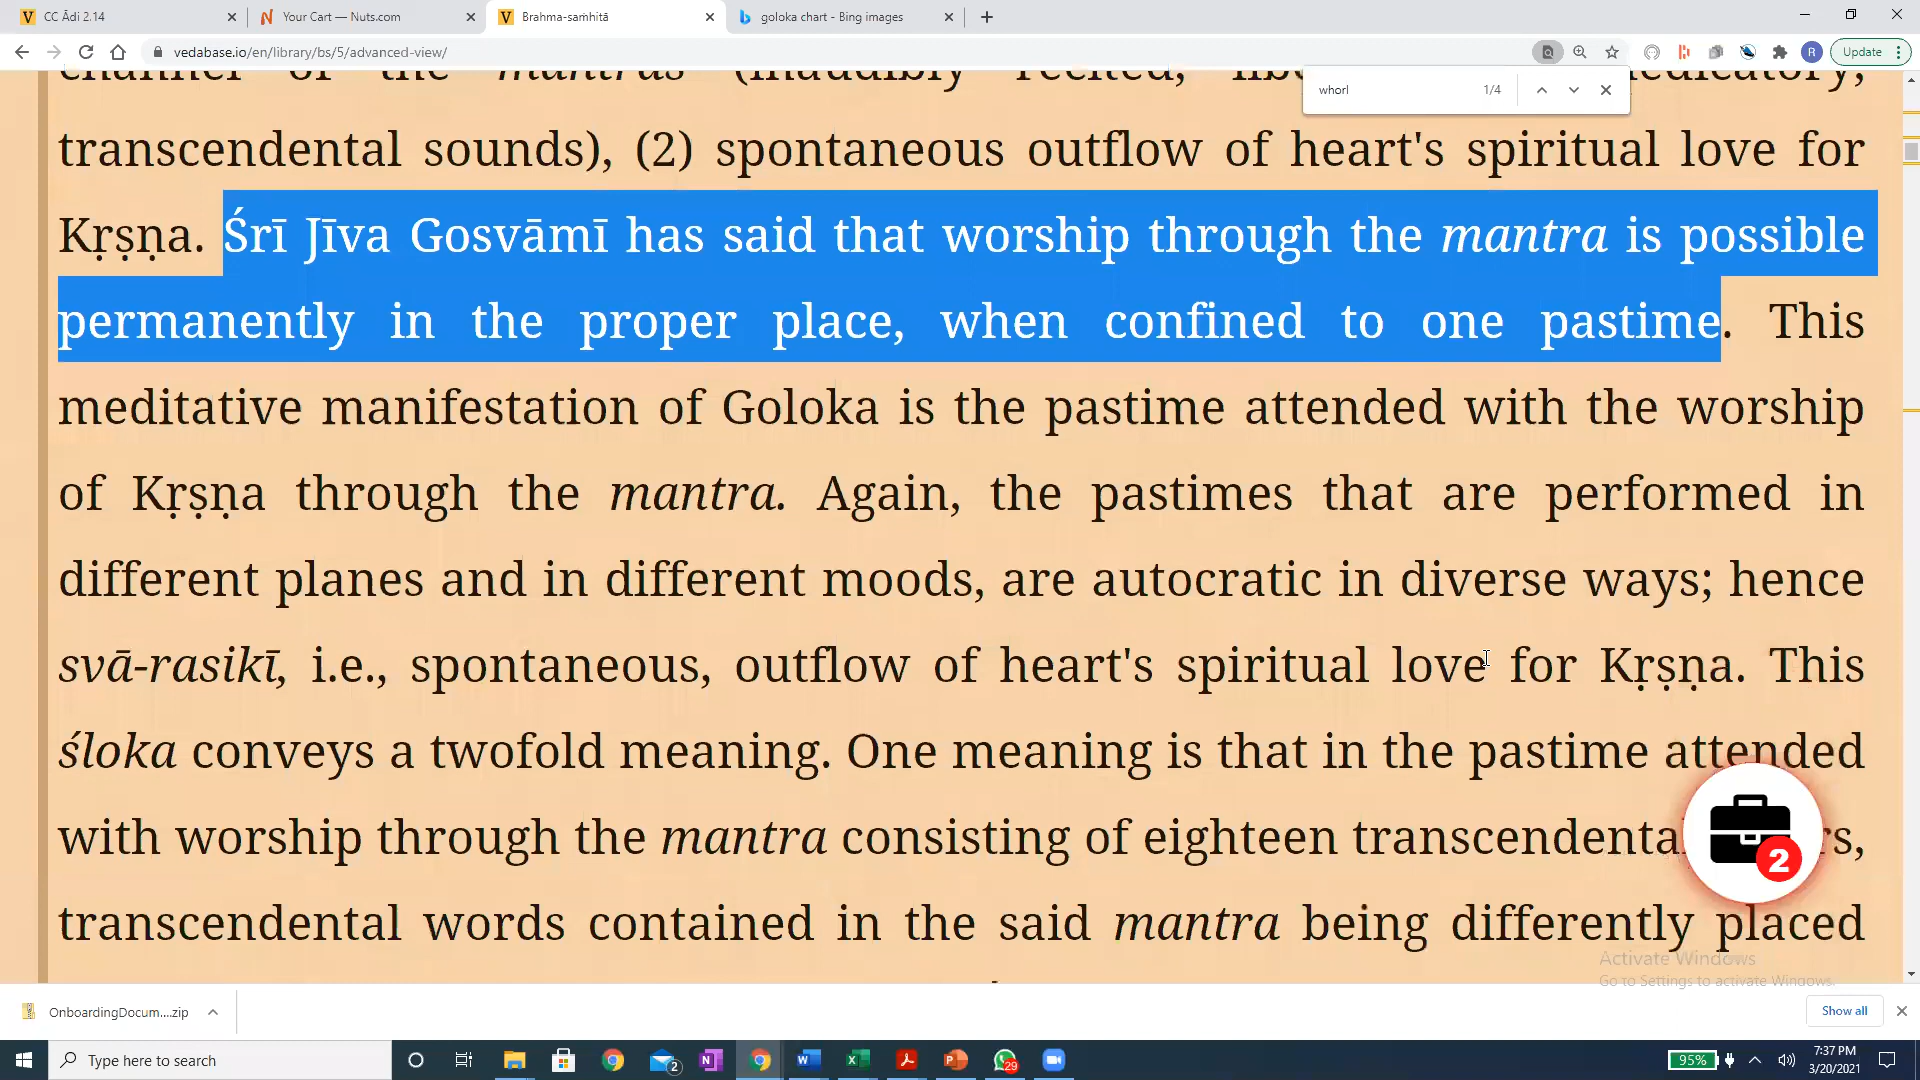 CC Ādi 2.14
Your Cart — Nuts.com
Brahma-saṁhitā
goloka chart - Bing images
vedabase.io/en/library/bs/5/advanced-view/
R
Update
whorl
1/4
channel of the mantras (inaudibly recited,
transcendental sounds), (2) spontaneous outflow of heart's spiritual love for
Kṛṣṇa. Śrī Jīva Gosvāmī has said that worship through the mantra is possible
permanently in the proper place, when confined to one pastime. This
meditative manifestation of Goloka is the pastime attended with the worship
of Kṛṣṇa through the mantra. Again, the pastimes that are performed in
different planes and in different moods, are autocratic in diverse ways; hence
svā-rasikī, i.e., spontaneous, outflow of heart's spiritual love for Kṛṣṇa. This
śloka conveys a twofold meaning. One meaning is that in the pastime attended
with worship through the mantra consisting of eighteen
transcendental words contained in the said mantra being differently placed
2
Activate Windows
Go to Settings to activate Windows.
OnboardingDocum....zip
Show all
Type here to search
2
29
95%
7:37 PM
3/20/2021